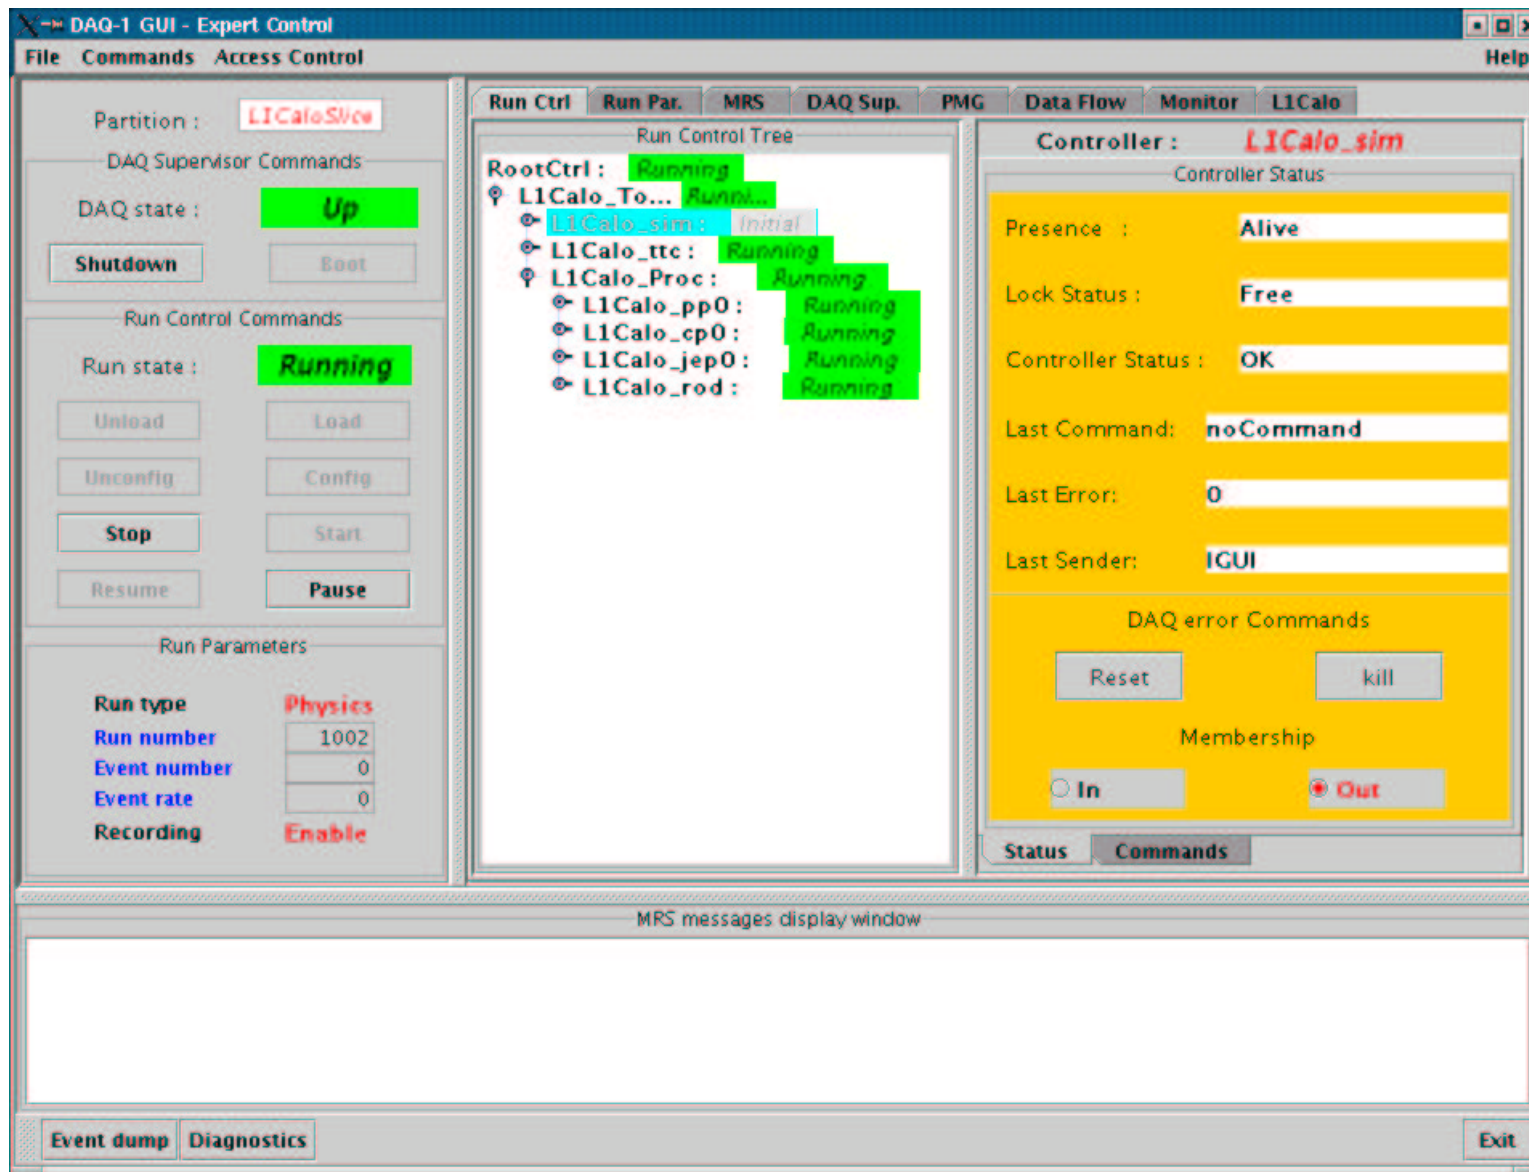 DAQ-1 GUI - Expert Control
File Commands Access Control Help
Partition : L1CaloSlice
DAQ Supervisor Commands
DAQ state : Up
Shutdown Boot
Run Control Commands
Run state : Running
Unload Load
Unconfig Config
Stop Start
Resume Pause
Run Parameters
Run type Physics
Run number 1002
Event number 0
Event rate 0
Recording Enable
Run Ctrl Run Par. MRS DAQ Sup. PMG Data Flow Monitor L1Calo
Run Control Tree
RootCtrl : Running
L1Calo_To... Runni...
L1Calo_sim : Initial
L1Calo_ttc : Running
L1Calo_Proc : Running
L1Calo_pp0 : Running
L1Calo_cp0 : Running
L1Calo_jep0 : Running
L1Calo_rod : Running
Controller : L1Calo_sim
Controller Status
Presence : Alive
Lock Status : Free
Controller Status : OK
Last Command: noCommand
Last Error: 0
Last Sender: IGUI
DAQ error Commands
Reset kill
Membership
In Out
Status Commands
MRS messages display window
Event dump Diagnostics Exit